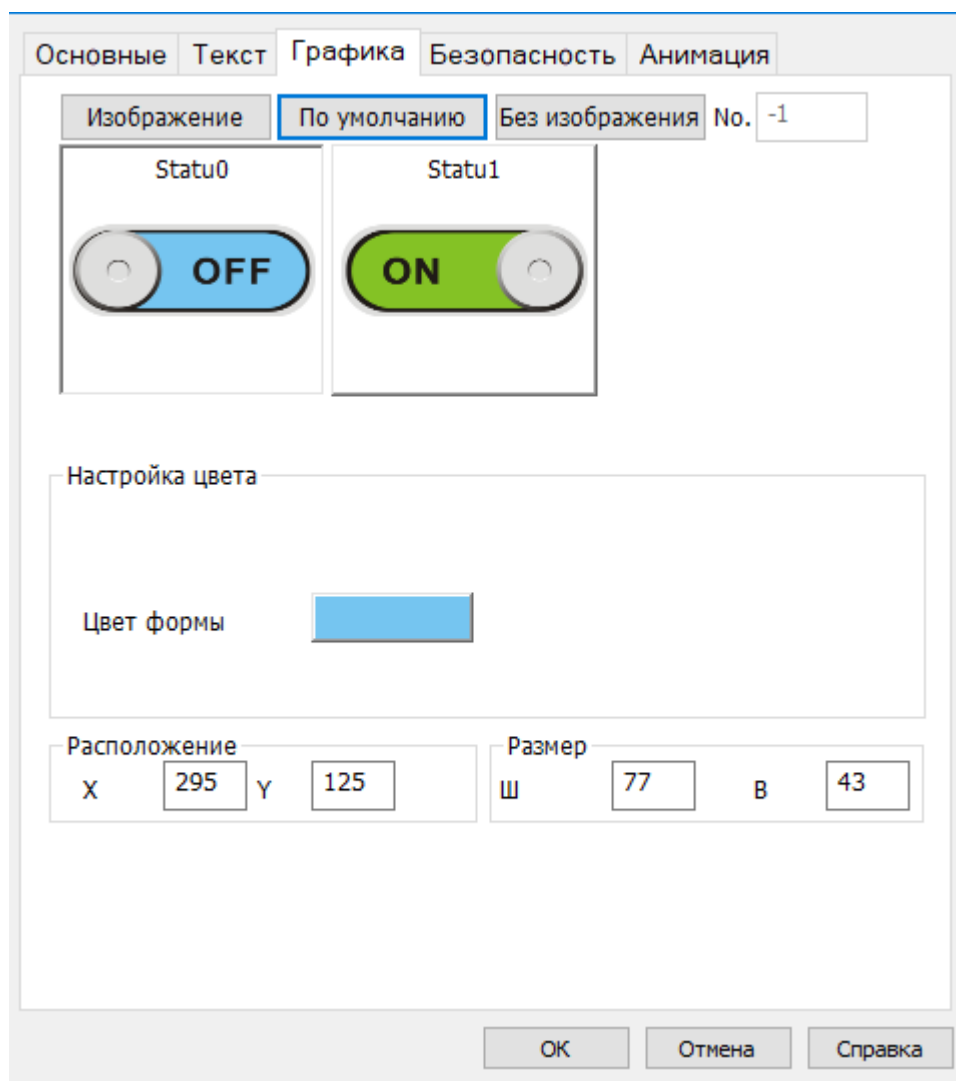 Основные Текст Графика Безопасность Анимация
Изображение По умолчанию Без изображения No. -1
Statu0 Statu1
OFF ON
Настройка цвета
Цвет формы
Расположение Размер
X 295 Y 125 Ш 77 В 43
OK Отмена Справка